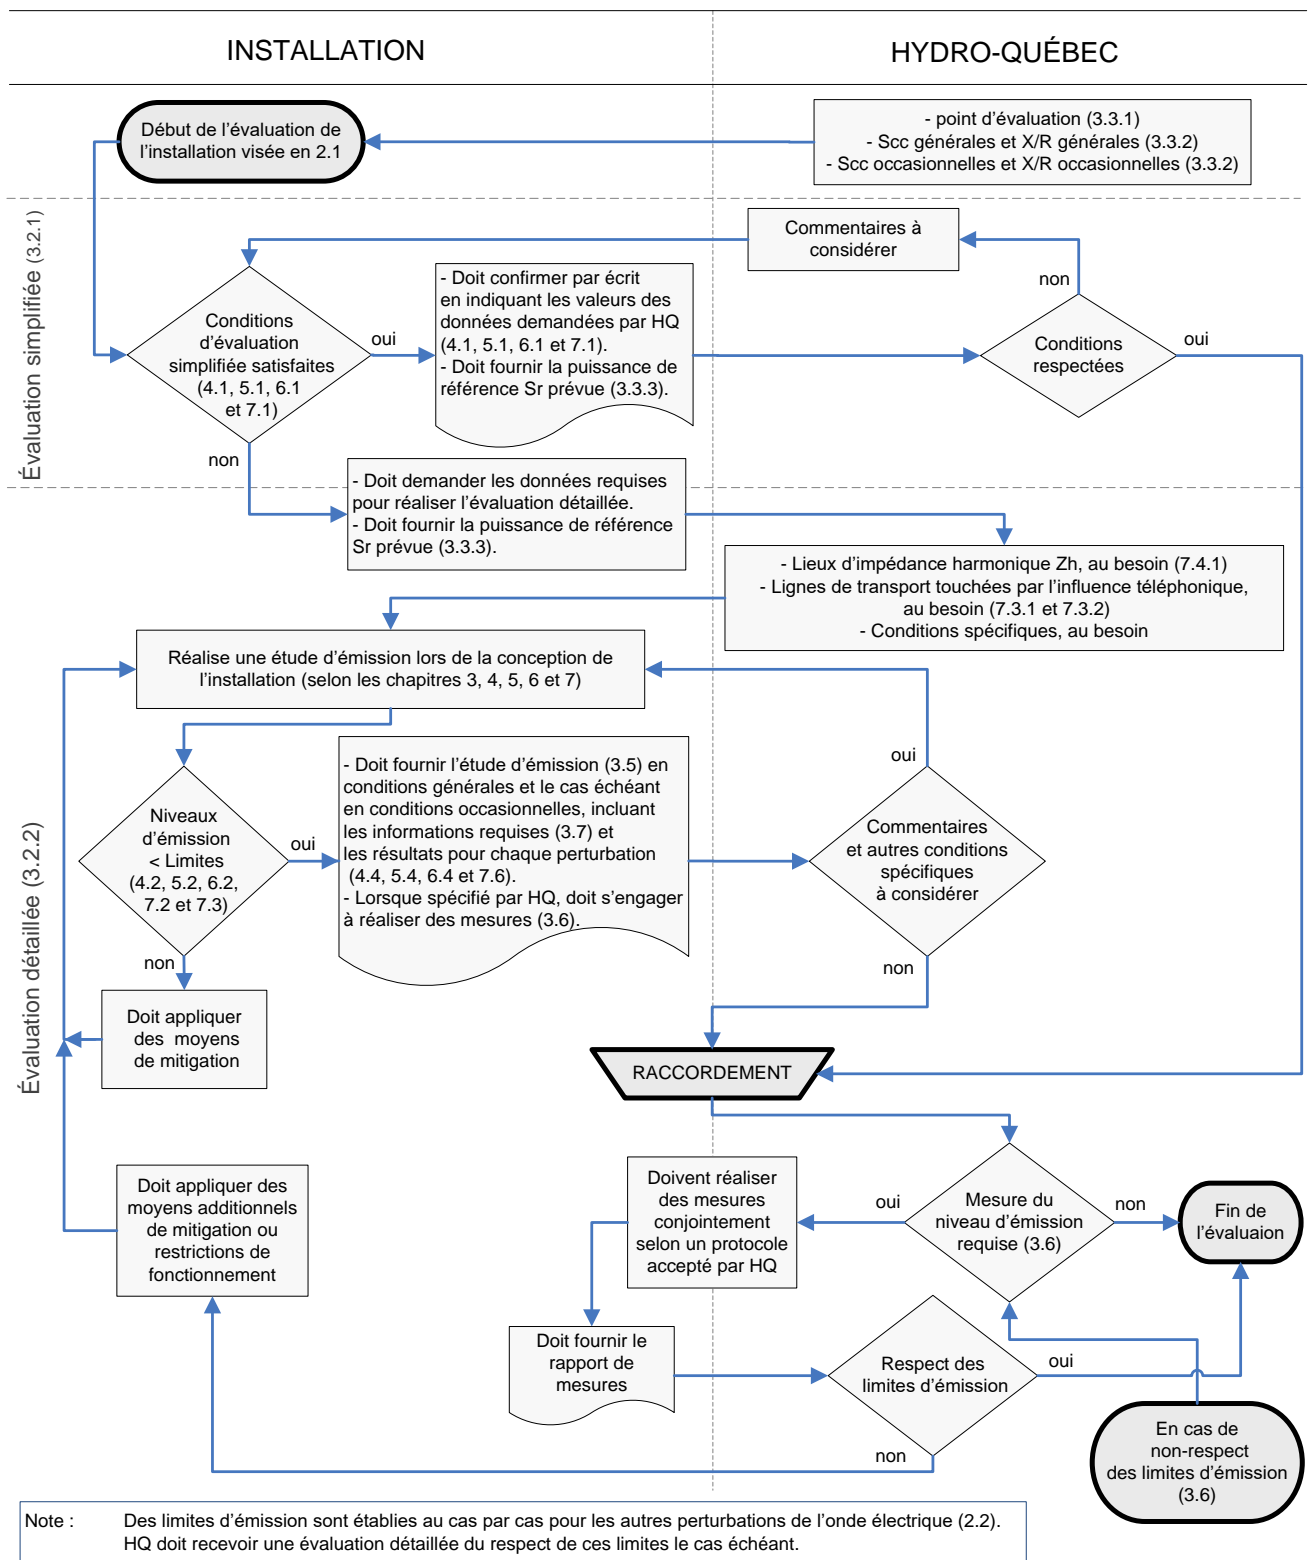 INSTALLATION
HYDRO-QUÉBEC
Début de l’évaluation de
l’installation visée en 2.1
- point d’évaluation (3.3.1)
- Scc générales et X/R générales (3.3.2)
- Scc occasionnelles et X/R occasionnelles (3.3.2)
Évaluation simplifiée (3.2.1)
Commentaires à
considérer
non
Conditions
d’évaluation
simplifiée satisfaites
(4.1, 5.1, 6.1
et 7.1)
oui
- Doit confirmer par écrit
en indiquant les valeurs des
données demandées par HQ
(4.1, 5.1, 6.1 et 7.1).
- Doit fournir la puissance de
référence Sr prévue (3.3.3).
Conditions
respectées
oui
non
- Doit demander les données requises
pour réaliser l’évaluation détaillée.
- Doit fournir la puissance de référence
Sr prévue (3.3.3).
- Lieux d’impédance harmonique Zh, au besoin (7.4.1)
- Lignes de transport touchées par l’influence téléphonique,
au besoin (7.3.1 et 7.3.2)
- Conditions spécifiques, au besoin
Évaluation détaillée (3.2.2)
Réalise une étude d’émission lors de la conception de
l’installation (selon les chapitres 3, 4, 5, 6 et 7)
oui
Niveaux
d’émission
< Limites
(4.2, 5.2, 6.2,
7.2 et 7.3)
oui
- Doit fournir l’étude d’émission (3.5) en
conditions générales et le cas échéant
en conditions occasionnelles, incluant
les informations requises (3.7) et
les résultats pour chaque perturbation
(4.4, 5.4, 6.4 et 7.6).
- Lorsque spécifié par HQ, doit s’engager
à réaliser des mesures (3.6).
Commentaires
et autres conditions
spécifiques
à considérer
non
non
Doit appliquer
des moyens
de mitigation
RACCORDEMENT
Doit appliquer des
moyens additionnels
de mitigation ou
restrictions de
fonctionnement
Doivent réaliser
des mesures
conjointement
selon un protocole
accepté par HQ
oui
Mesure du
niveau d’émission
requise (3.6)
non
Fin de
l’évaluaion
Doit fournir le
rapport de
mesures
Respect des
limites d’émission
oui
non
En cas de
non-respect
des limites d’émission
(3.6)
Note : Des limites d’émission sont établies au cas par cas pour les autres perturbations de l’onde électrique (2.2).
HQ doit recevoir une évaluation détaillée du respect de ces limites le cas échéant.